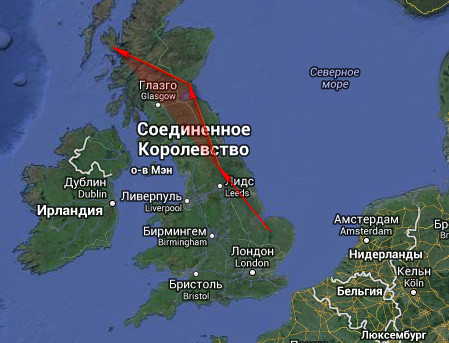 Северное
море
Глазго
Glasgow
Соединенное
Королевство
о-в Мэн
Дублин
Dublin
Ирландия
Ливерпуль
Liverpool
Лидс
Leeds
Бирмингем
Birmingham
Лондон
London
Бристоль
Bristol
Амстердам
Amsterdam
Нидерланды
Кельн
Köln
Бельгия
Люксембург